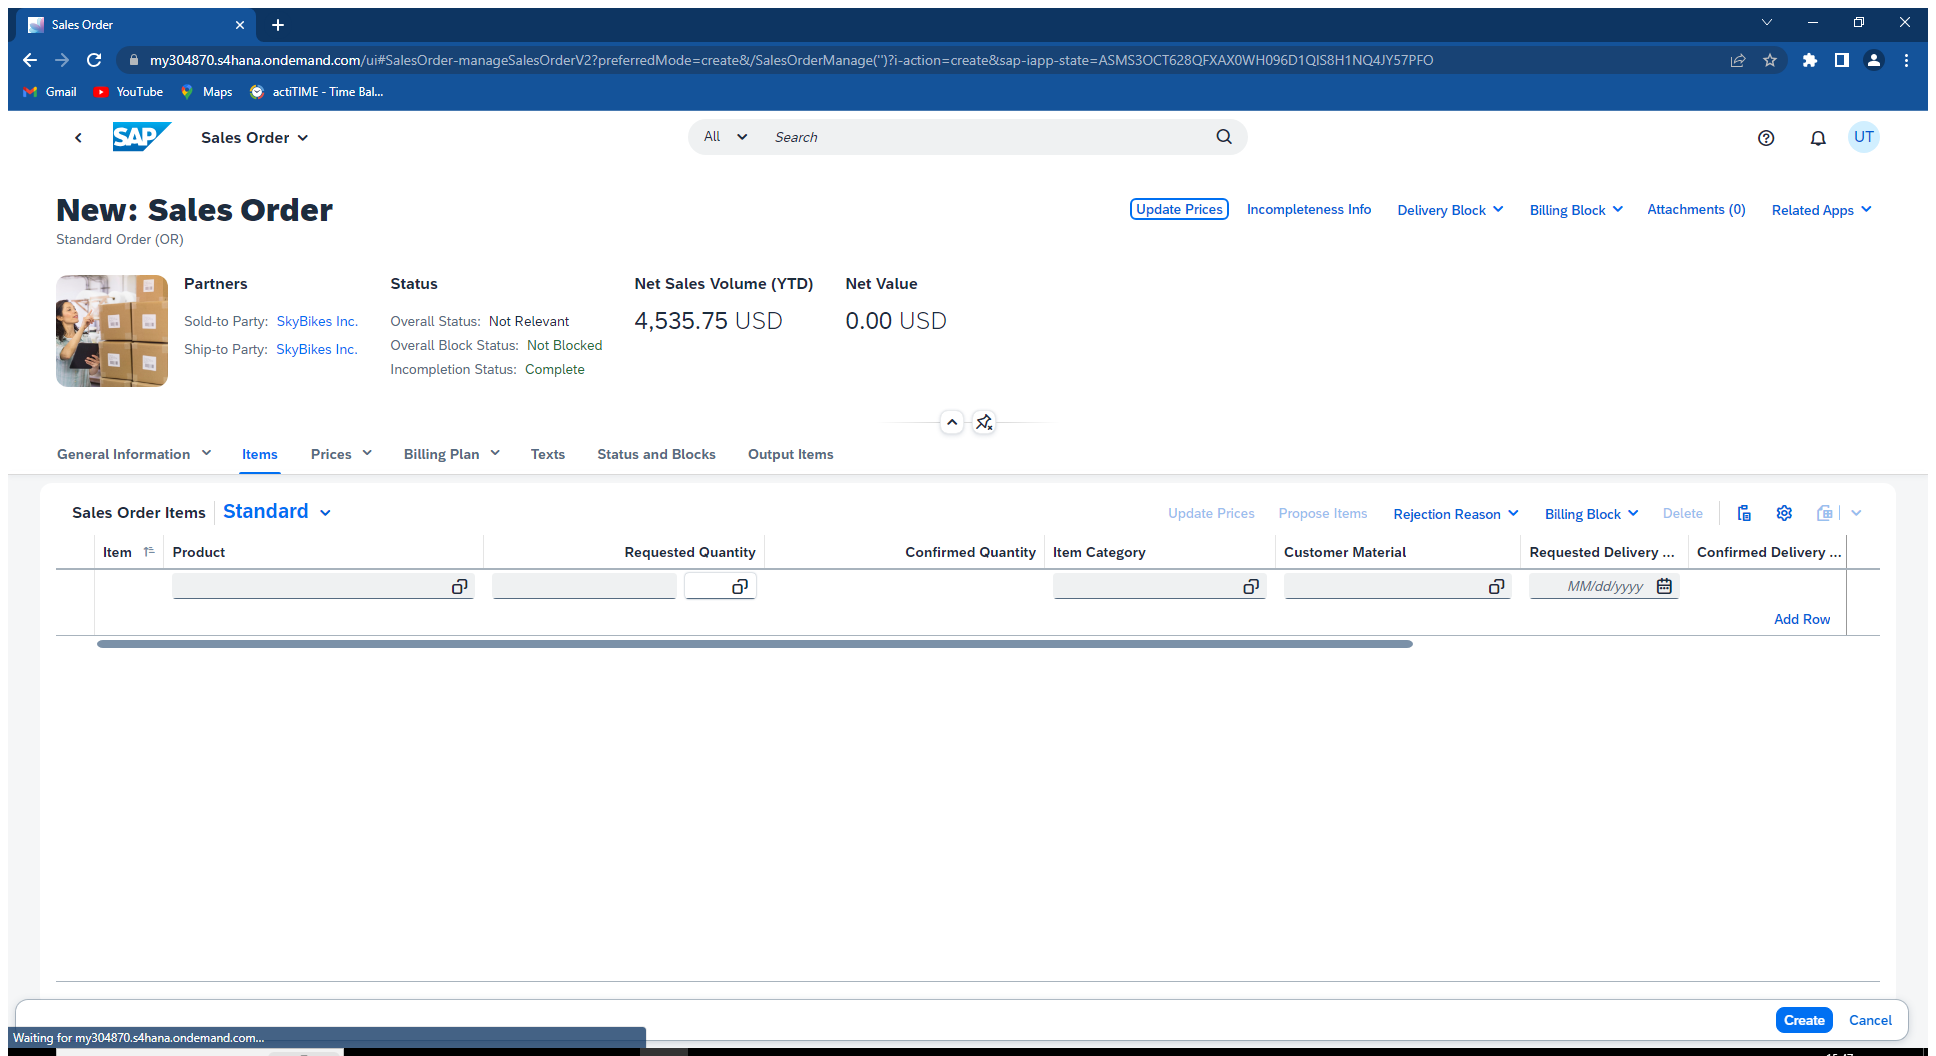 Sales Order
my304870.s4hana.ondemand.com/ui#SalesOrder-manageSalesOrderV2?preferredMode=create&/SalesOrderManage('')?i-action=create&sap-iapp-state=ASMS3OCT628QFXAX0WH096D1QIS8H1NQ4JY57PFO
Gmail YouTube Maps actiTIME - Time Bal...
SAP Sales Order All Search UT
New: Sales Order Update Prices Incompleteness Info Delivery Block Billing Block Attachments (0) Related Apps
Standard Order (OR)
Partners Status Net Sales Volume (YTD) Net Value
Sold-to Party: SkyBikes Inc. Overall Status: Not Relevant 4,535.75 USD 0.00 USD
Ship-to Party: SkyBikes Inc. Overall Block Status: Not Blocked
Incompletion Status: Complete
General Information Items Prices Billing Plan Texts Status and Blocks Output Items
Sales Order Items Standard Update Prices Propose Items Rejection Reason Billing Block Delete
Item Product Requested Quantity Confirmed Quantity Item Category Customer Material Requested Delivery ... Confirmed Delivery ...
MM/dd/yyyy
Add Row
Create Cancel
Waiting for my304870.s4hana.ondemand.com...